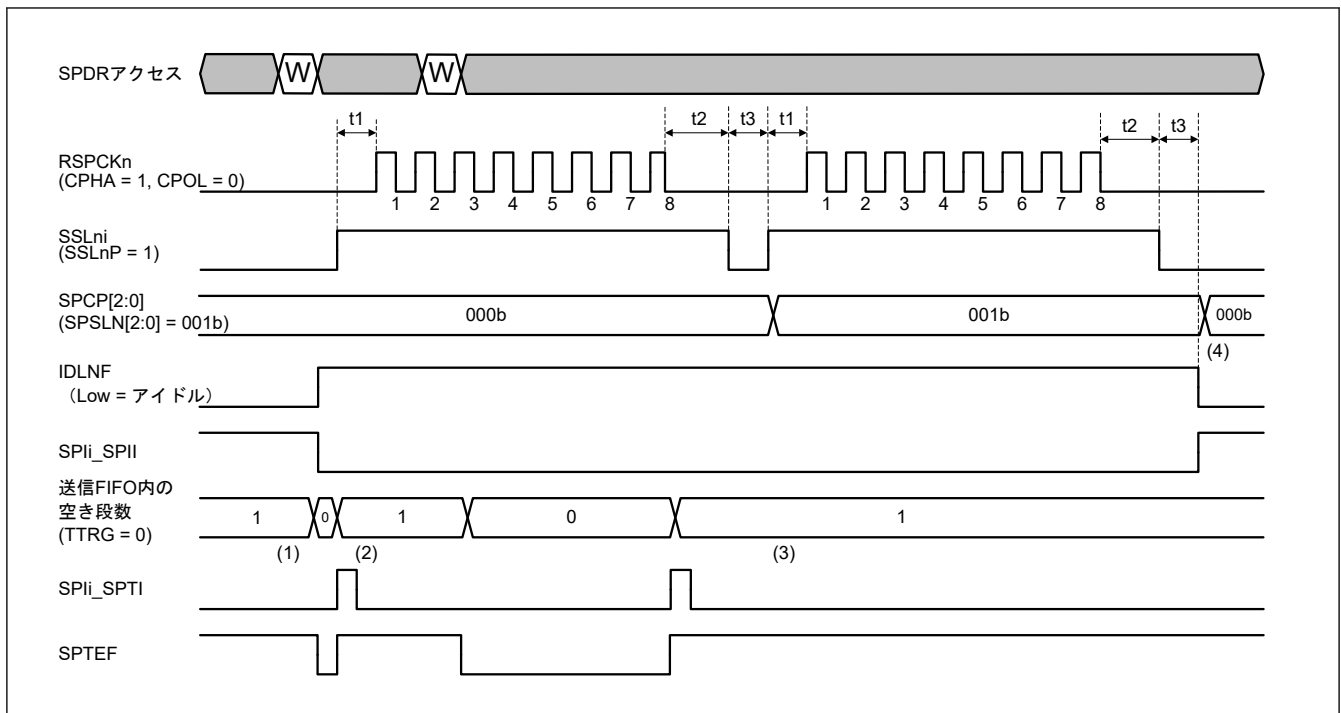 SPDRアクセス
W
W
t1
t2
t3
t1
t2
t3
RSPCKn
(CPHA = 1, CPOL = 0)
1 2 3 4 5 6 7 8
1 2 3 4 5 6 7 8
SSLni
(SSLnP = 1)
SPCP[2:0]
(SPSLN[2:0] = 001b)
000b
001b
000b
(4)
IDLNF
（Low = アイドル）
SPIi_SPII
送信FIFO内の
空き段数
(TTRG = 0)
1
0
1
0
1
(1)
(2)
(3)
SPIi_SPTI
SPTEF